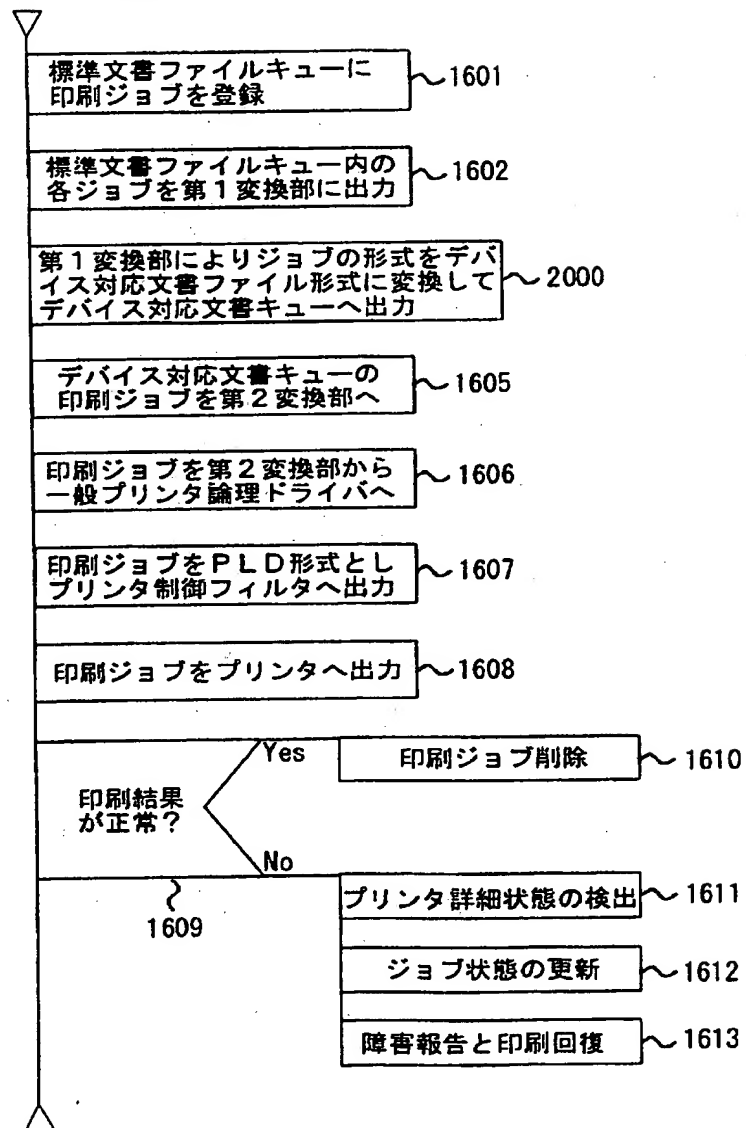 標準文書ファイルキューに
印刷ジョブを登録
1601
標準文書ファイルキュー内の
各ジョブを第1変換部に出力
1602
第1変換部によりジョブの形式をデバ
イス対応文書ファイル形式に変換して
デバイス対応文書キューへ出力
2000
デバイス対応文書キューの
印刷ジョブを第2変換部へ
1605
印刷ジョブを第2変換部から
一般プリンタ論理ドライバへ
1606
印刷ジョブをPLD形式とし
プリンタ制御フィルタへ出力
1607
印刷ジョブをプリンタへ出力
1608
印刷結果
が正常?
1609
Yes
印刷ジョブ削除
1610
No
プリンタ詳細状態の検出
1611
ジョブ状態の更新
1612
障害報告と印刷回復
1613